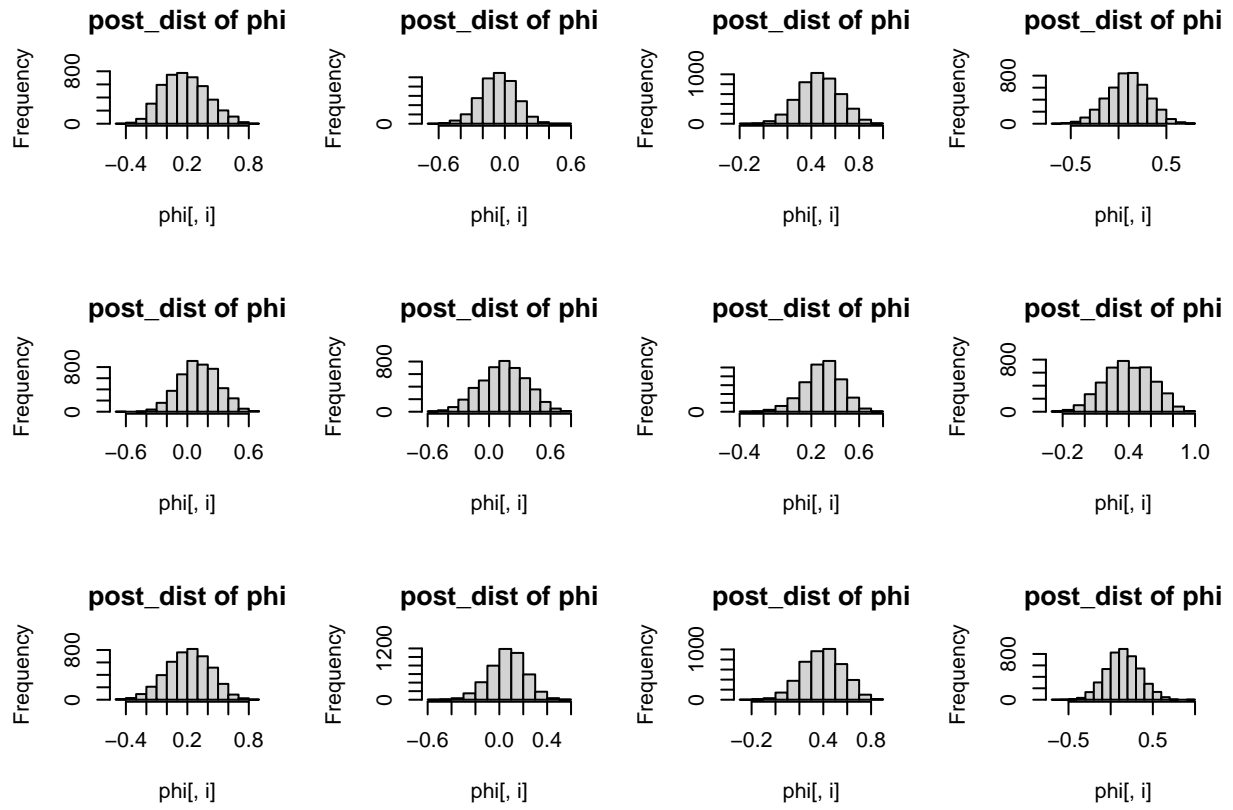 post_dist of phi post_dist of phi post_dist of phi post_dist of phi
Frequency
0 800
−0.4 0.2 0.8
phi[, i]
Frequency
0
−0.6 0.0 0.6
phi[, i]
Frequency
0 1000
−0.2 0.4 0.8
phi[, i]
Frequency
0 800
−0.5 0.5
phi[, i]
post_dist of phi post_dist of phi post_dist of phi post_dist of phi
Frequency
0 800
−0.6 0.0 0.6
phi[, i]
Frequency
0 800
−0.6 0.0 0.6
phi[, i]
Frequency
0
−0.4 0.2 0.6
phi[, i]
Frequency
0 800
−0.2 0.4 1.0
phi[, i]
post_dist of phi post_dist of phi post_dist of phi post_dist of phi
Frequency
0 800
−0.4 0.2 0.8
phi[, i]
Frequency
0 1200
−0.6 0.0 0.4
phi[, i]
Frequency
0 1000
−0.2 0.4 0.8
phi[, i]
Frequency
0 800
−0.5 0.5
phi[, i]